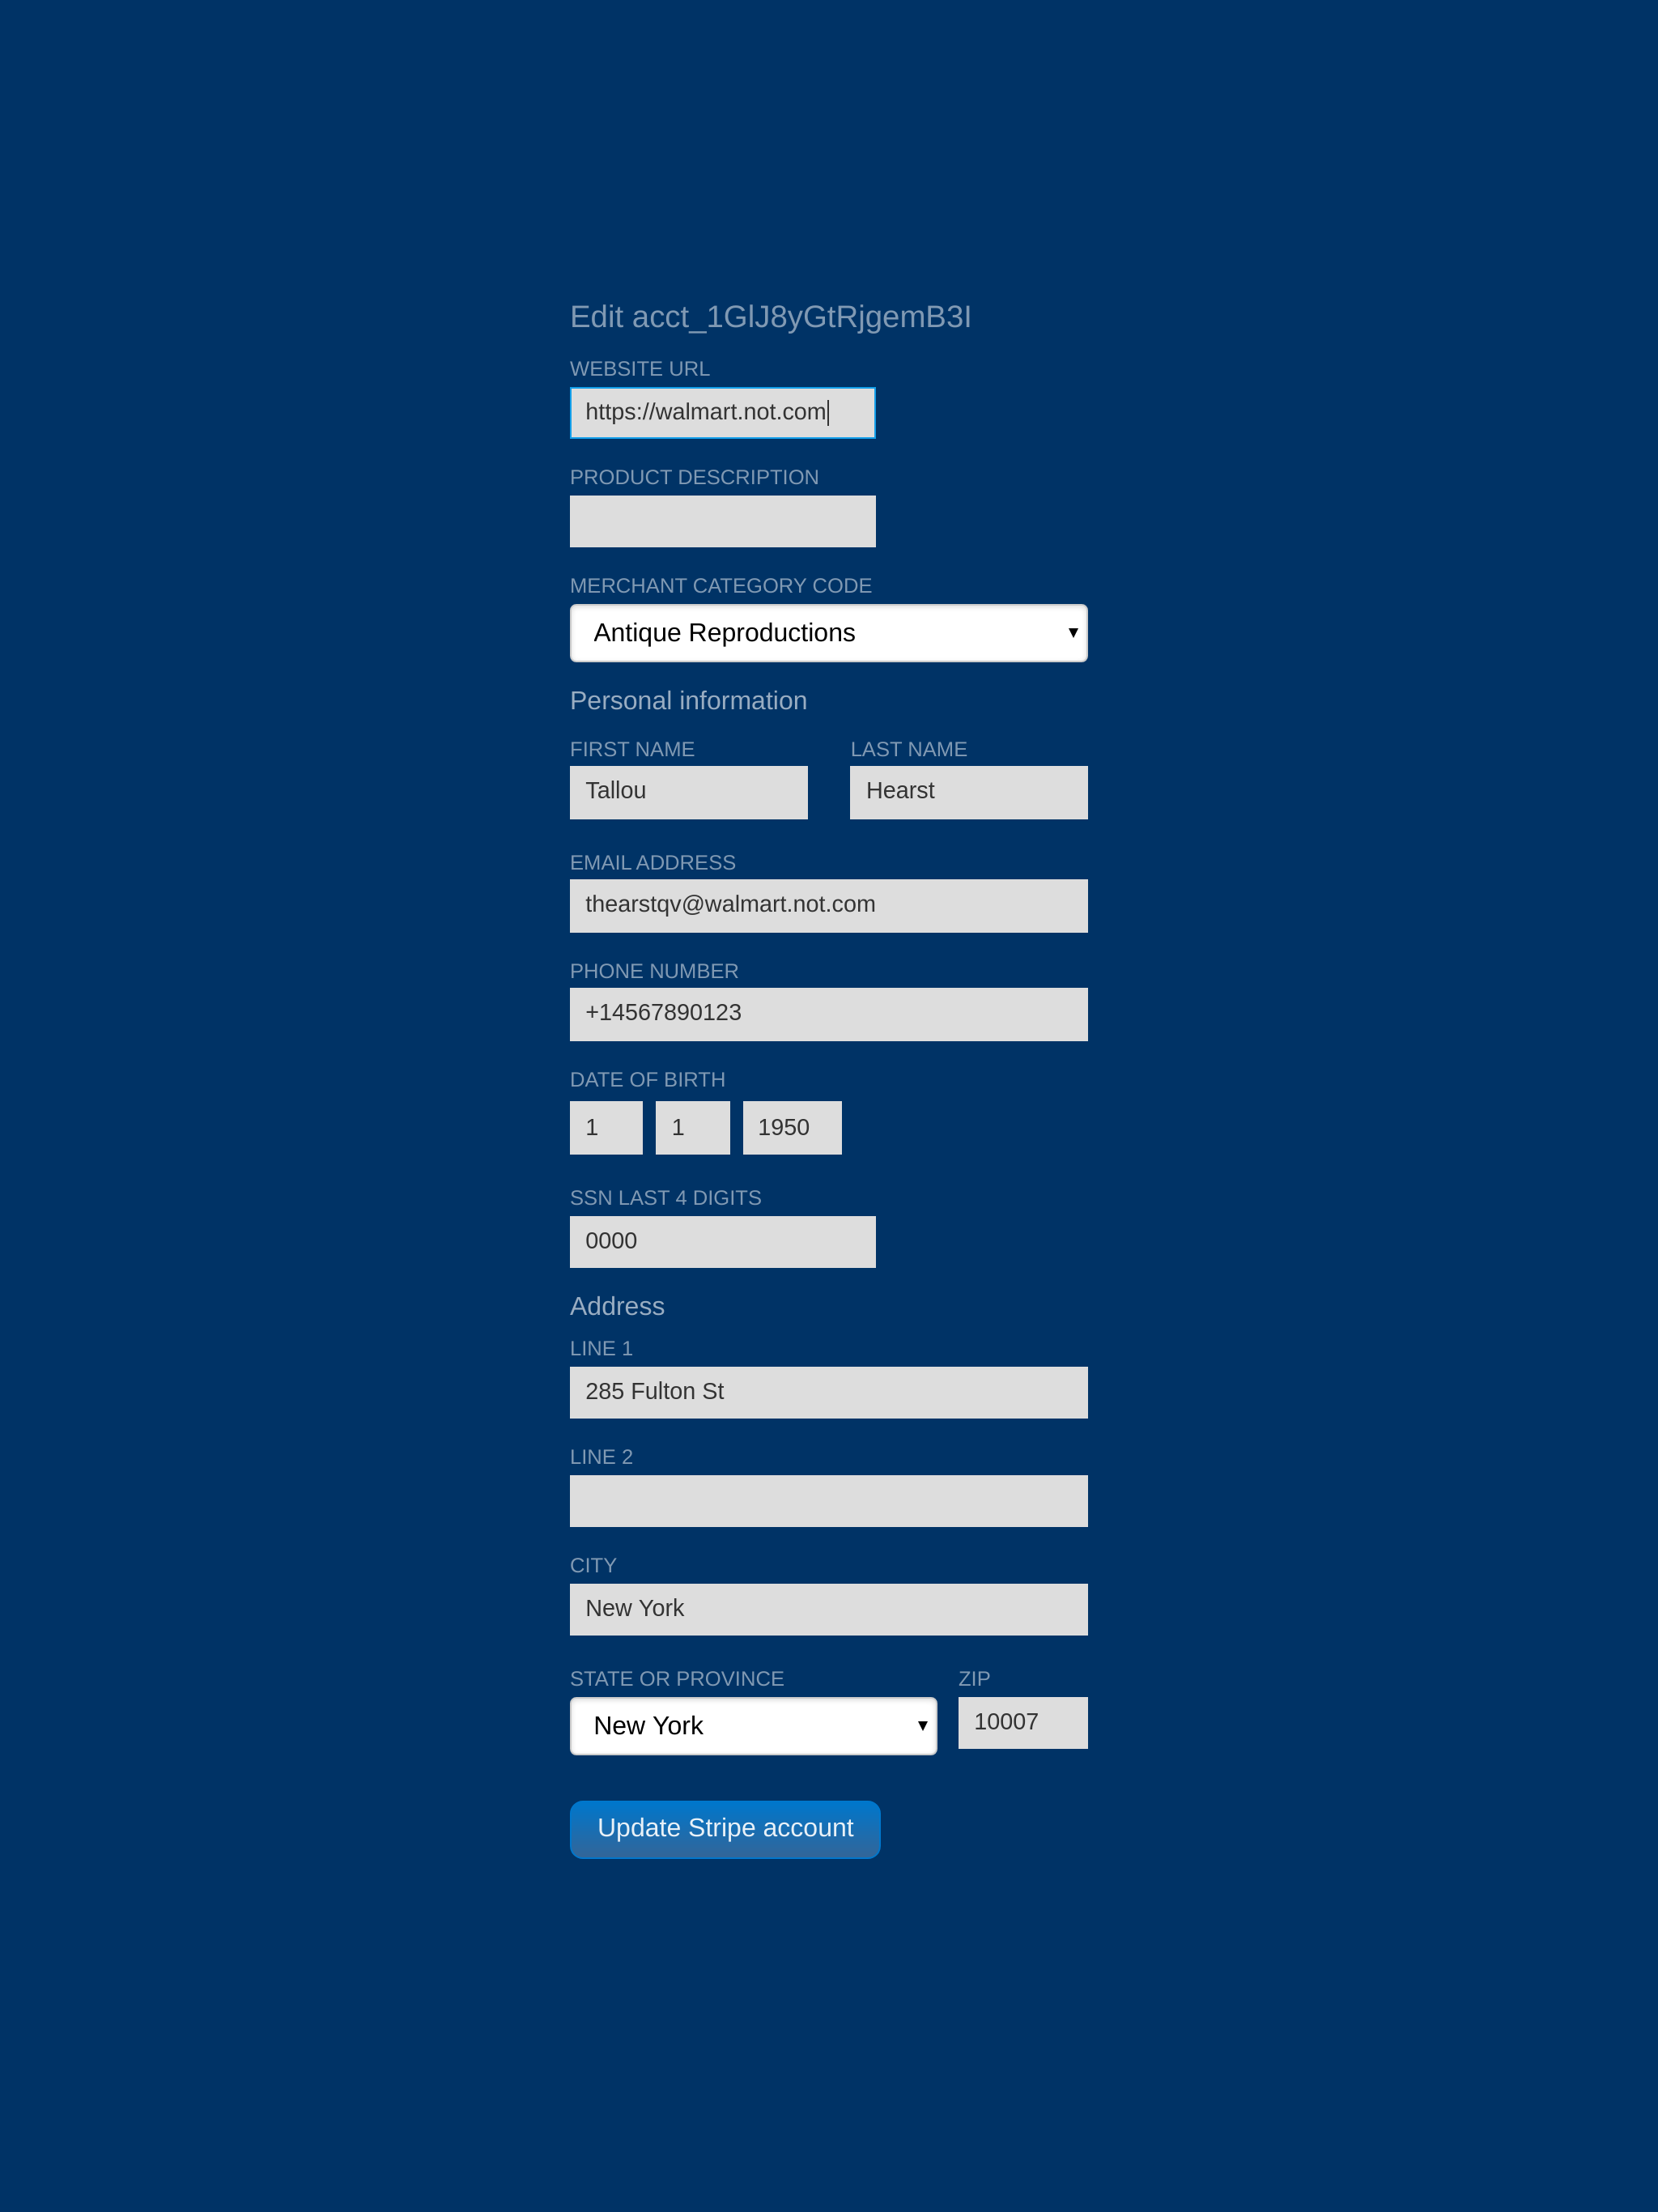 Edit acct_1GlJ8yGtRjgemB3I
WEBSITE URL
https://walmart.not.com
PRODUCT DESCRIPTION
MERCHANT CATEGORY CODE
Antique Reproductions
Personal information
FIRST NAME LAST NAME
Tallou Hearst
EMAIL ADDRESS
thearstqv@walmart.not.com
PHONE NUMBER
+14567890123
DATE OF BIRTH
1 1 1950
SSN LAST 4 DIGITS
0000
Address
LINE 1
285 Fulton St
LINE 2
CITY
New York
STATE OR PROVINCE ZIP
New York 10007
Update Stripe account